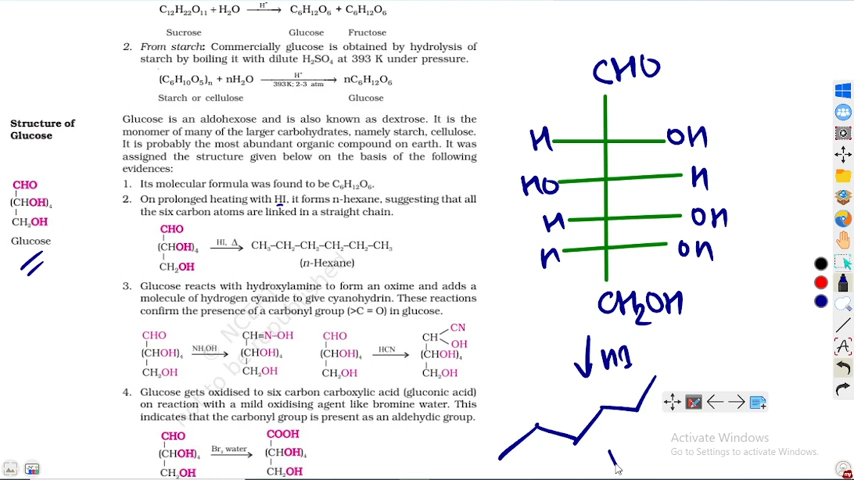 C₁₂H₂₂O₁₁ + H₂O —H⁺→ C₆H₁₂O₆ + C₆H₁₂O₆
Sucrose Glucose Fructose
2. From starch: Commercially glucose is obtained by hydrolysis of
starch by boiling it with dilute H₂SO₄ at 393 K under pressure.
(C₆H₁₀O₅)ₙ + nH₂O —H⁺ 393K; 2-3 atm→ nC₆H₁₂O₆
Starch or cellulose Glucose
Structure of
Glucose
Glucose is an aldohexose and is also known as dextrose. It is the
monomer of many of the larger carbohydrates, namely starch, cellulose.
It is probably the most abundant organic compound on earth. It was
assigned the structure given below on the basis of the following
evidences:
CHO
(CHOH)₄
CH₂OH
Glucose
1. Its molecular formula was found to be C₆H₁₂O₆.
2. On prolonged heating with HI, it forms n-hexane, suggesting that all
the six carbon atoms are linked in a straight chain.
CHO
(CHOH)₄ —HI, Δ→ CH₃–CH₂–CH₂–CH₂–CH₂–CH₃
CH₂OH (n-Hexane)
3. Glucose reacts with hydroxylamine to form an oxime and adds a
molecule of hydrogen cyanide to give cyanohydrin. These reactions
confirm the presence of a carbonyl group (>C = O) in glucose.
CHO CH=N–OH CHO CH CN OH
(CHOH)₄ —NH₂OH→ (CHOH)₄ (CHOH)₄ —HCN→ (CHOH)₄
CH₂OH CH₂OH CH₂OH CH₂OH
4. Glucose gets oxidised to six carbon carboxylic acid (gluconic acid)
on reaction with a mild oxidising agent like bromine water. This
indicates that the carbonyl group is present as an aldehydic group.
CHO COOH
(CHOH)₄ —Br₂ water→ (CHOH)₄
CH₂OH CH₂OH
CHO
H OH
HO H
H OH
H OH
CH₂OH
HI
Activate Windows
Go to Settings to activate Windows.